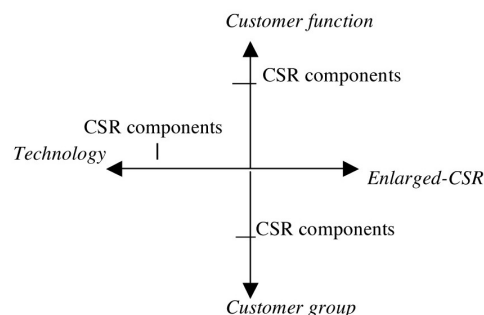 Customer function
CSR components
CSR components
Technology
Enlarged-CSR
CSR components
Customer group